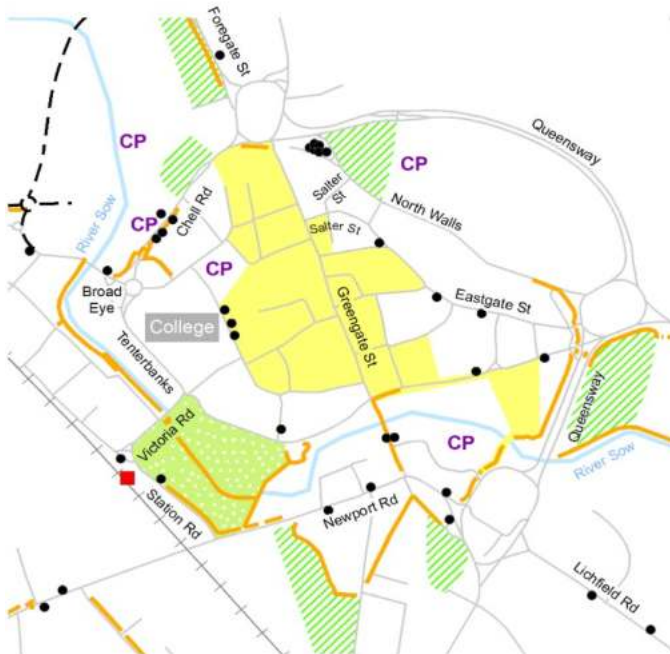 Foregate St
Queensway
CP
CP
Salter St
Chell Rd
North Walls
CP
River Sow
Salter St
CP
Broad Eye
Greengate St
Eastgate St
College
Tenterbanks
Queensway
Victoria Rd
CP
River Sow
Station Rd
Newport Rd
Lichfield Rd